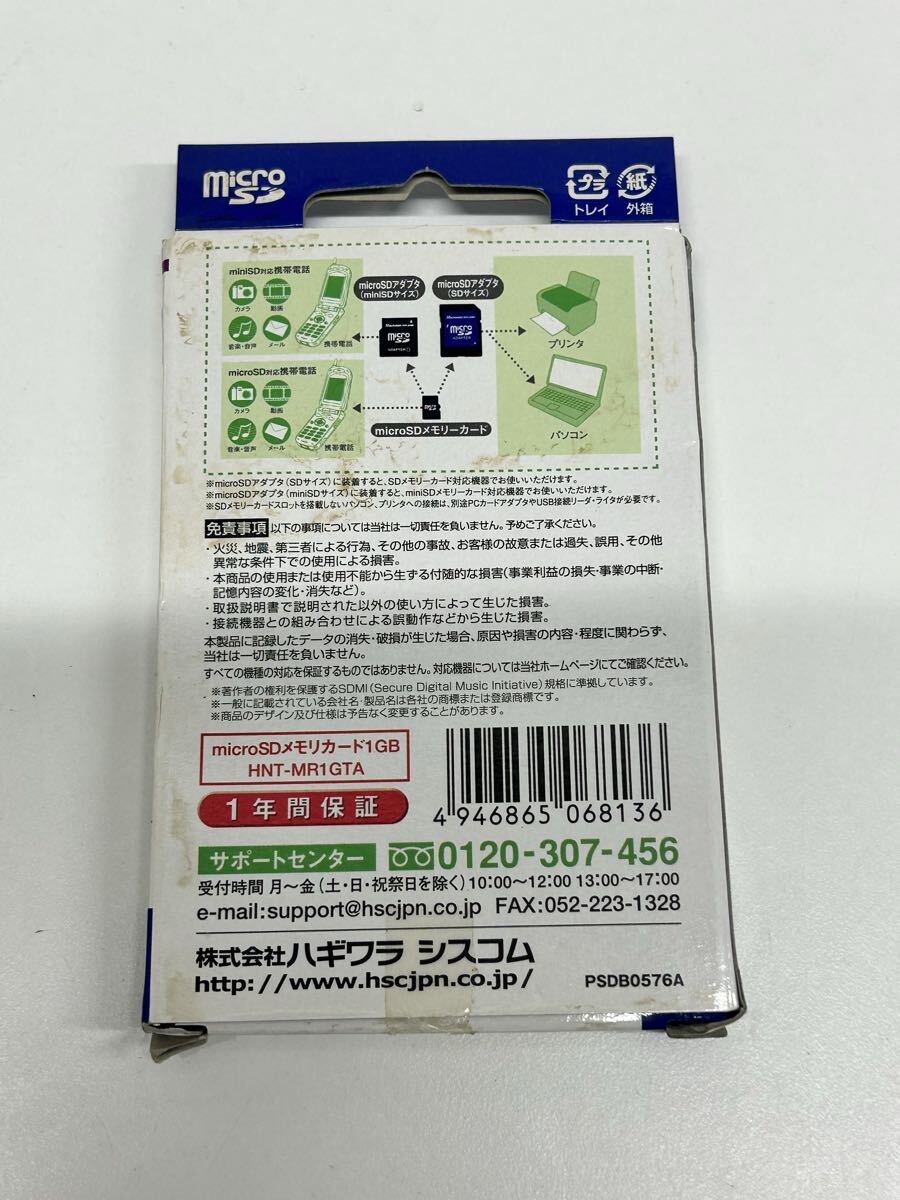 micro SD
プラ
トレイ
紙
外箱
miniSD対応携帯電話
カメラ
動画
音楽・音声
メール
携帯電話
microSDアダプタ
(miniSDサイズ)
microSDアダプタ
(SDサイズ)
micro SD
ADAPTER
micro SD
ADAPTER
プリンタ
microSD対応携帯電話
カメラ
動画
音楽・音声
メール
携帯電話
microSDメモリーカード
パソコン
※microSDアダプタ(SDサイズ)に装着すると、SDメモリーカード対応機器でお使いいただけます。
※microSDアダプタ(miniSDサイズ)に装着すると、miniSDメモリーカード対応機器でお使いいただけます。
※SDメモリーカードスロットを搭載しないパソコン、プリンタへの接続は、別途PCカードアダプタやUSB接続リーダ・ライタが必要です。
免責事項 以下の事項については当社は一切責任を負いません。予めご了承ください。
・火災、地震、第三者による行為、その他の事故、お客様の故意または過失、誤用、その他
異常な条件下での使用による損害。
・本商品の使用または使用不能から生ずる付随的な損害(事業利益の損失・事業の中断・
記憶内容の変化・消失など)。
・取扱説明書で説明された以外の使い方によって生じた損害。
・接続機器との組み合わせによる誤動作などから生じた損害。
本製品に記録したデータの消失・破損が生じた場合、原因や損害の内容・程度に関わらず、
当社は一切責任を負いません。
すべての機種の対応を保証するものではありません。対応機器については当社ホームページにてご確認ください。
※著作者の権利を保護するSDMI(Secure Digital Music Initiative)規格に準拠しています。
※一般に記載されている会社名・製品名は各社の商標または登録商標です。
※商品のデザイン及び仕様は予告なく変更することがあります。
microSDメモリカード1GB
HNT-MR1GTA
1年間保証
4 946865 068136
サポートセンター 0120-307-456
受付時間 月〜金(土・日・祝祭日を除く) 10:00〜12:00 13:00〜17:00
e-mail:support@hscjpn.co.jp FAX:052-223-1328
株式会社ハギワラ シスコム
http://www.hscjpn.co.jp/
PSDB0576A